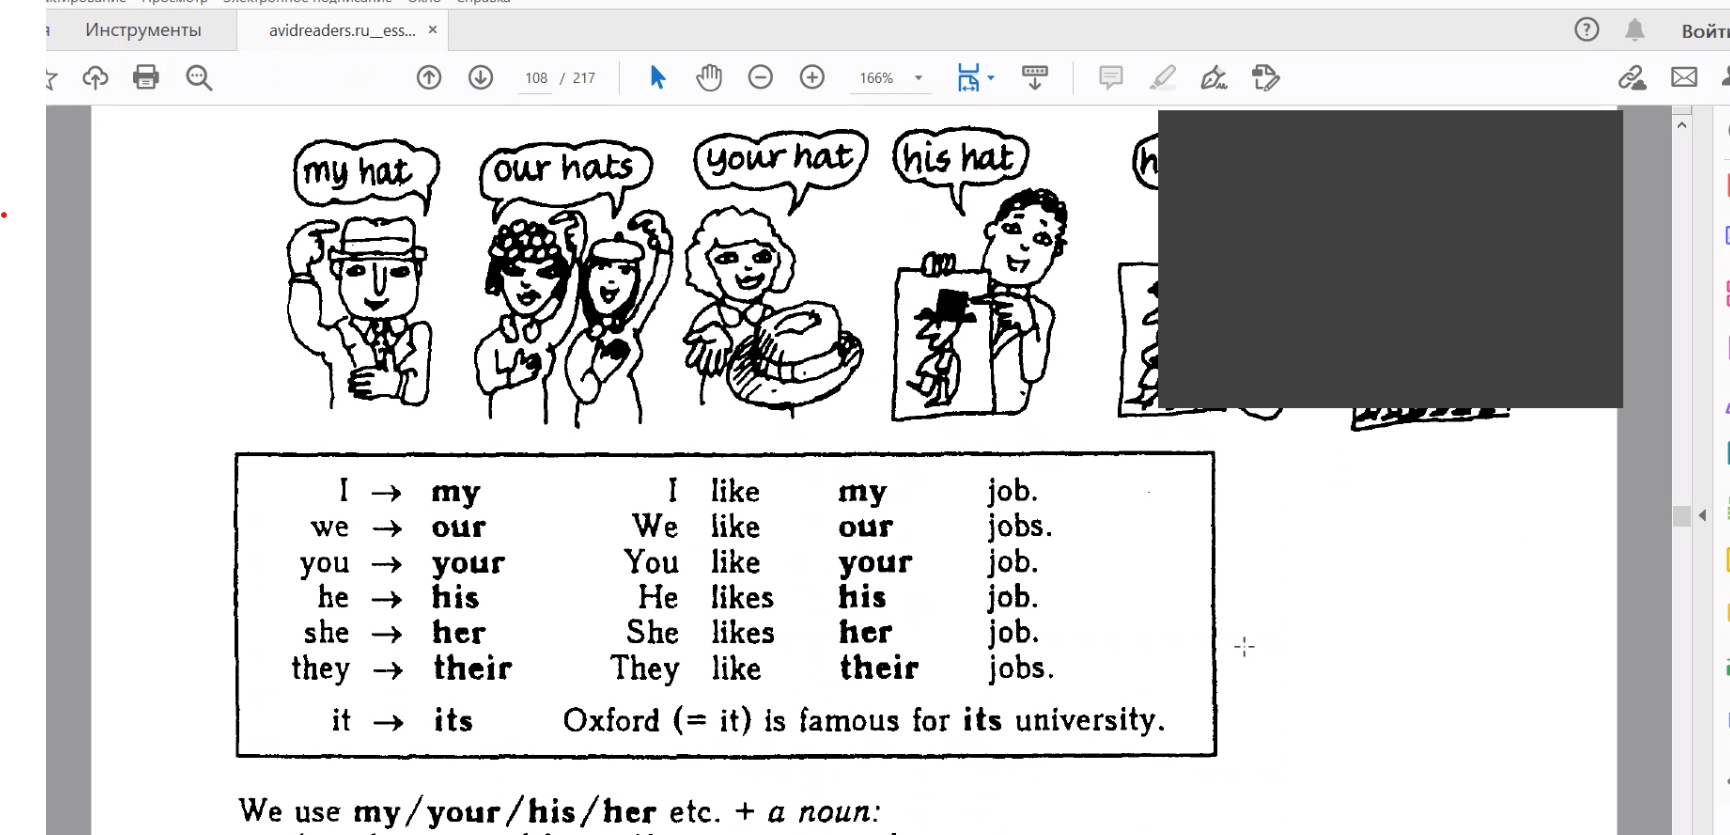 Инструменты
avidreaders.ru__ess... ×
Войти
108 / 217
166%
my hat
our hats
your hat
his hat
I → my I like my job.
we → our We like our jobs.
you → your You like your job.
he → his He likes his job.
she → her She likes her job.
they → their They like their jobs.
it → its Oxford (= it) is famous for its university.
We use my/your/his/her etc. + a noun: